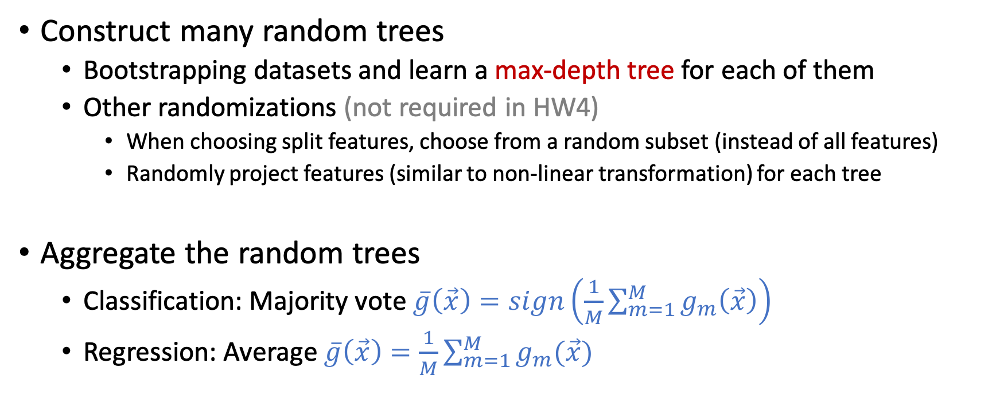 • Construct many random trees
• Bootstrapping datasets and learn a max-depth tree for each of them
• Other randomizations (not required in HW4)
• When choosing split features, choose from a random subset (instead of all features)
• Randomly project features (similar to non-linear transformation) for each tree
• Aggregate the random trees
• Classification: Majority vote $\bar{g}(\vec{x}) = sign\left(\frac{1}{M}\sum_{m=1}^{M} g_m(\vec{x})\right)$
• Regression: Average $\bar{g}(\vec{x}) = \frac{1}{M}\sum_{m=1}^{M} g_m(\vec{x})$